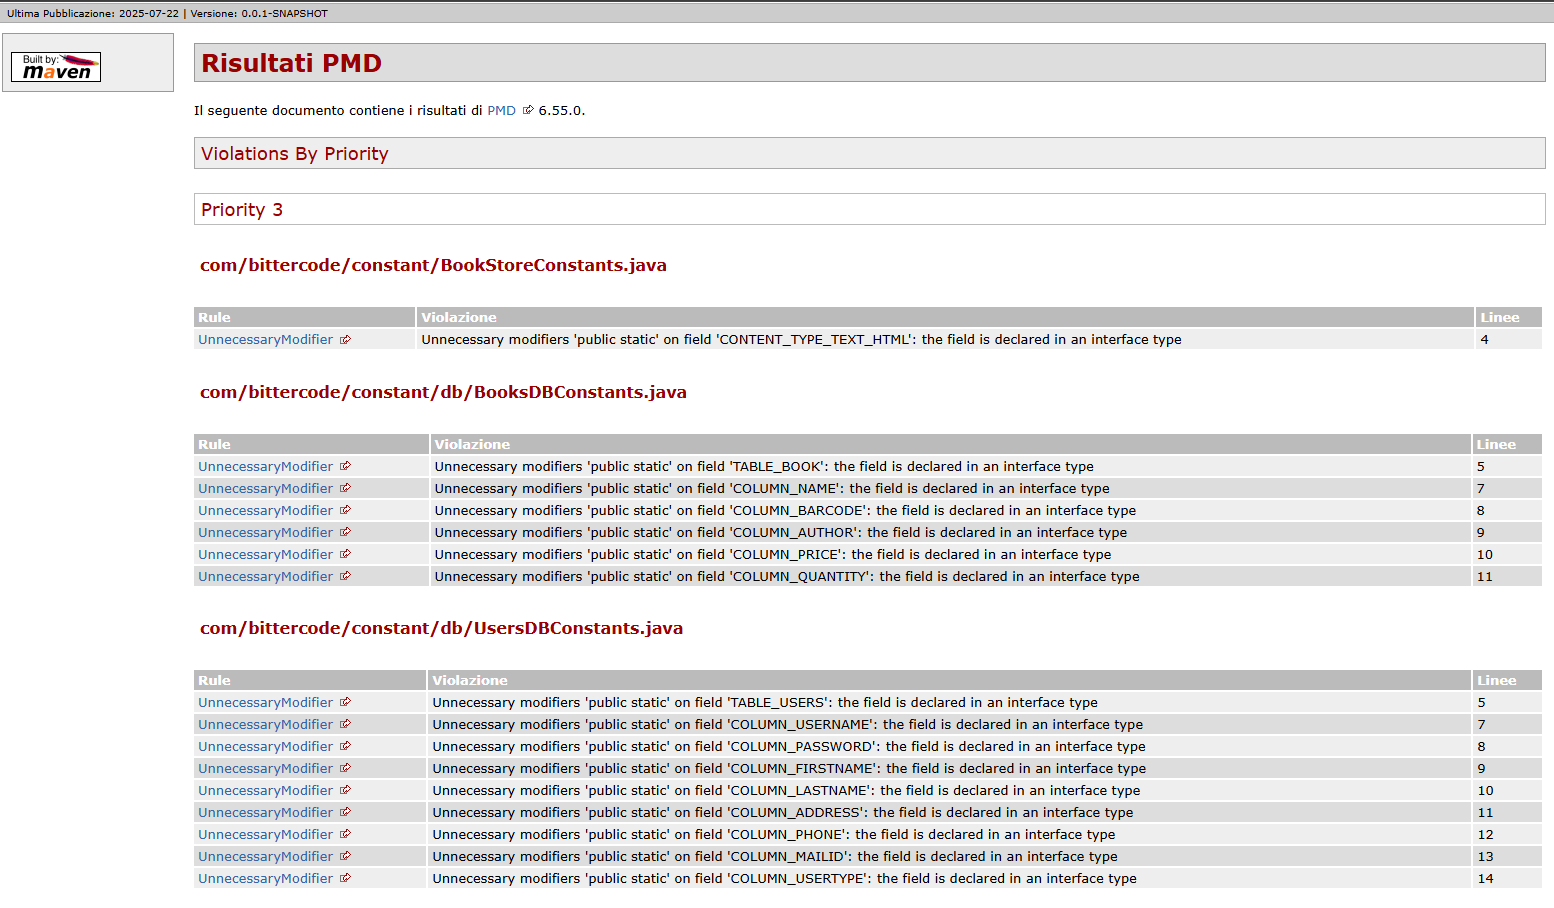 Ultima Pubblicazione: 2025-07-22 | Versione: 0.0.1-SNAPSHOT
Built by:
maven
Risultati PMD
Il seguente documento contiene i risultati di PMD 6.55.0.
Violations By Priority
Priority 3
com/bittercode/constant/BookStoreConstants.java
Rule Violazione Linee
UnnecessaryModifier Unnecessary modifiers 'public static' on field 'CONTENT_TYPE_TEXT_HTML': the field is declared in an interface type 4
com/bittercode/constant/db/BooksDBConstants.java
Rule Violazione Linee
UnnecessaryModifier Unnecessary modifiers 'public static' on field 'TABLE_BOOK': the field is declared in an interface type 5
UnnecessaryModifier Unnecessary modifiers 'public static' on field 'COLUMN_NAME': the field is declared in an interface type 7
UnnecessaryModifier Unnecessary modifiers 'public static' on field 'COLUMN_BARCODE': the field is declared in an interface type 8
UnnecessaryModifier Unnecessary modifiers 'public static' on field 'COLUMN_AUTHOR': the field is declared in an interface type 9
UnnecessaryModifier Unnecessary modifiers 'public static' on field 'COLUMN_PRICE': the field is declared in an interface type 10
UnnecessaryModifier Unnecessary modifiers 'public static' on field 'COLUMN_QUANTITY': the field is declared in an interface type 11
com/bittercode/constant/db/UsersDBConstants.java
Rule Violazione Linee
UnnecessaryModifier Unnecessary modifiers 'public static' on field 'TABLE_USERS': the field is declared in an interface type 5
UnnecessaryModifier Unnecessary modifiers 'public static' on field 'COLUMN_USERNAME': the field is declared in an interface type 7
UnnecessaryModifier Unnecessary modifiers 'public static' on field 'COLUMN_PASSWORD': the field is declared in an interface type 8
UnnecessaryModifier Unnecessary modifiers 'public static' on field 'COLUMN_FIRSTNAME': the field is declared in an interface type 9
UnnecessaryModifier Unnecessary modifiers 'public static' on field 'COLUMN_LASTNAME': the field is declared in an interface type 10
UnnecessaryModifier Unnecessary modifiers 'public static' on field 'COLUMN_ADDRESS': the field is declared in an interface type 11
UnnecessaryModifier Unnecessary modifiers 'public static' on field 'COLUMN_PHONE': the field is declared in an interface type 12
UnnecessaryModifier Unnecessary modifiers 'public static' on field 'COLUMN_MAILID': the field is declared in an interface type 13
UnnecessaryModifier Unnecessary modifiers 'public static' on field 'COLUMN_USERTYPE': the field is declared in an interface type 14